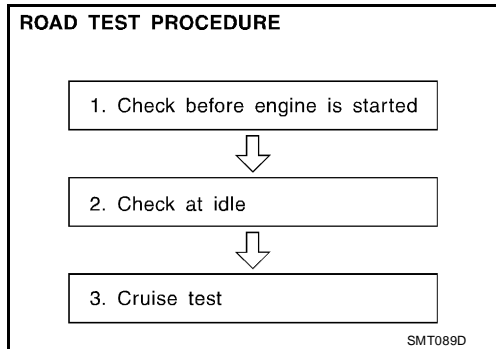 ROAD TEST PROCEDURE
1. Check before engine is started
2. Check at idle
3. Cruise test
SMT089D